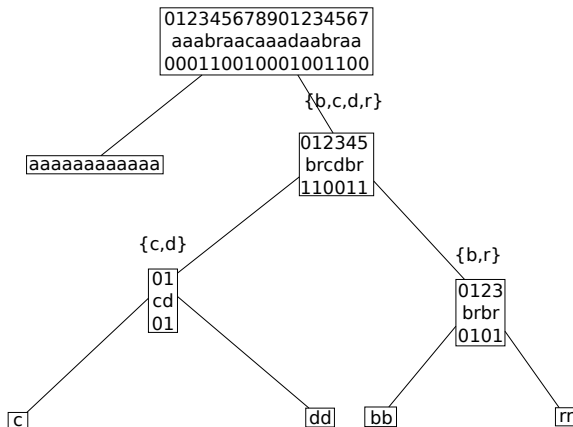 012345678901234567
aaabraacaaadaabraa
000110010001001100
{b,c,d,r}
012345
brcdbr
110011
aaaaaaaaaaaa
{c,d}
{b,r}
01
cd
01
0123
brbr
0101
c
dd
bb
rr